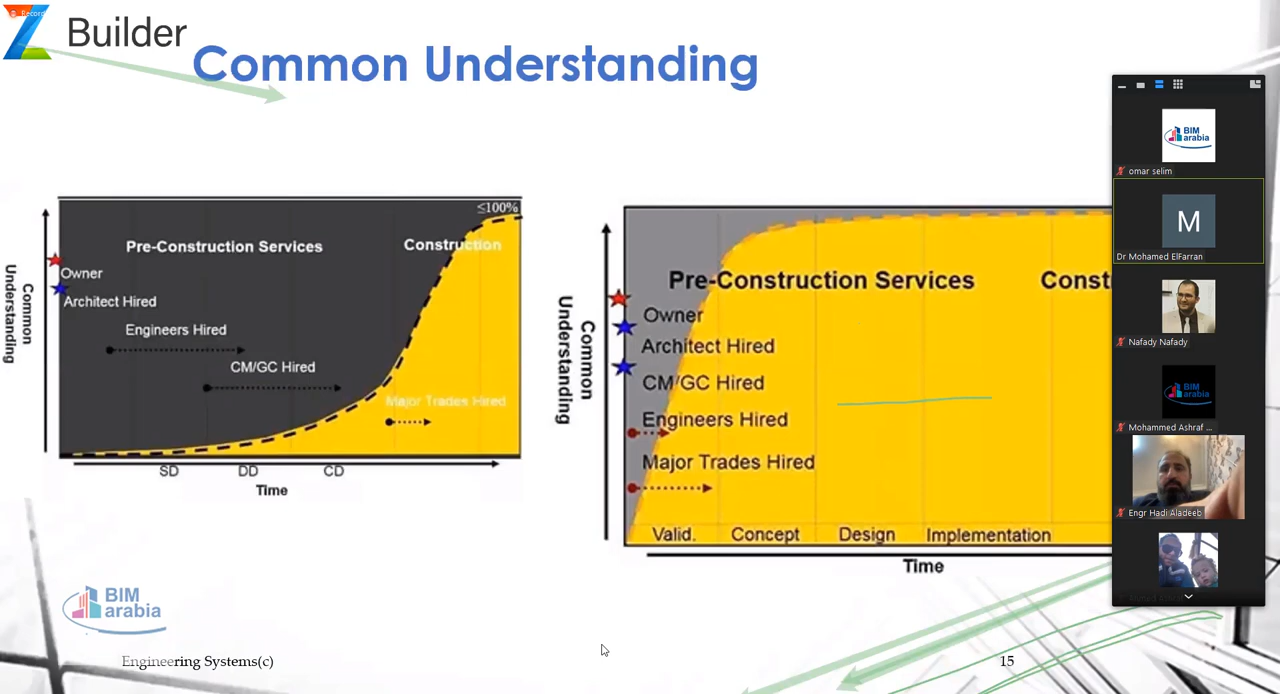 Recor
Builder
Common Understanding
≤100%
Pre-Construction Services
Construction
Owner
Architect Hired
Engineers Hired
CM/GC Hired
Major Trades Hired
Common
Understanding
SD
DD
CD
Time
Pre-Construction Services
Const
Owner
Architect Hired
CM/GC Hired
Engineers Hired
Major Trades Hired
Common
Understanding
Valid.
Concept
Design
Implementation
Time
BIM
arabia
Engineering Systems(c)
15
BIM
arabia
omar selim
M
Dr Mohamed ElFarran
Nafady Nafady
BIM
arabia
Mohammed Ashraf ...
Engr Hadi Aladeeb